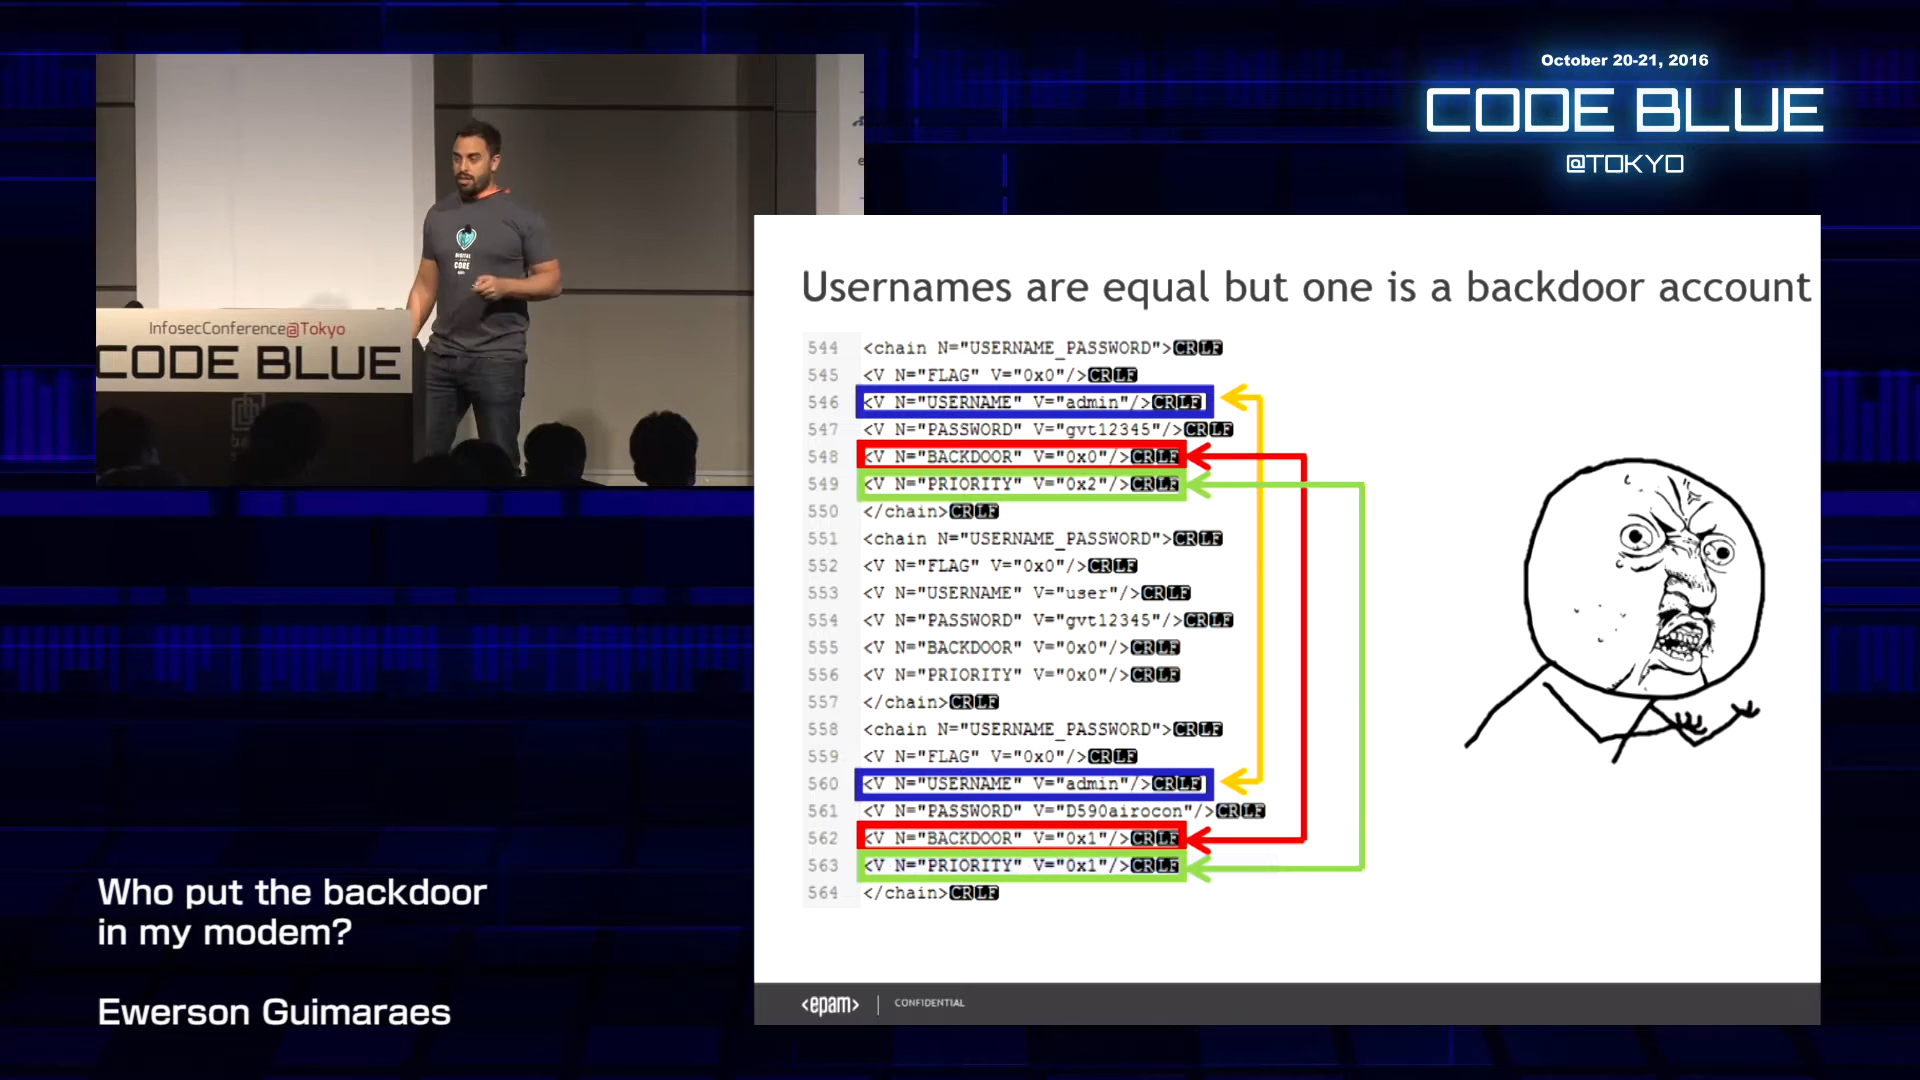 October 20-21, 2016
CODE BLUE
@TOKYO
InfosecConference@Tokyo
CODE BLUE
DIGITAL
CORE
Usernames are equal but one is a backdoor account
544 <chain N="USERNAME_PASSWORD">CRLF
545 <V N="FLAG" V="0x0"/>CRLF
546 <V N="USERNAME" V="admin"/>CRLF
547 <V N="PASSWORD" V="gvt12345"/>CRLF
548 <V N="BACKDOOR" V="0x0"/>CRLF
549 <V N="PRIORITY" V="0x2"/>CRLF
550 </chain>CRLF
551 <chain N="USERNAME_PASSWORD">CRLF
552 <V N="FLAG" V="0x0"/>CRLF
553 <V N="USERNAME" V="user"/>CRLF
554 <V N="PASSWORD" V="gvt12345"/>CRLF
555 <V N="BACKDOOR" V="0x0"/>CRLF
556 <V N="PRIORITY" V="0x0"/>CRLF
557 </chain>CRLF
558 <chain N="USERNAME_PASSWORD">CRLF
559 <V N="FLAG" V="0x0"/>CRLF
560 <V N="USERNAME" V="admin"/>CRLF
561 <V N="PASSWORD" V="D590airocon"/>CRLF
562 <V N="BACKDOOR" V="0x1"/>CRLF
563 <V N="PRIORITY" V="0x1"/>CRLF
564 </chain>CRLF
<epam> | CONFIDENTIAL
Who put the backdoor
in my modem?
Ewerson Guimaraes